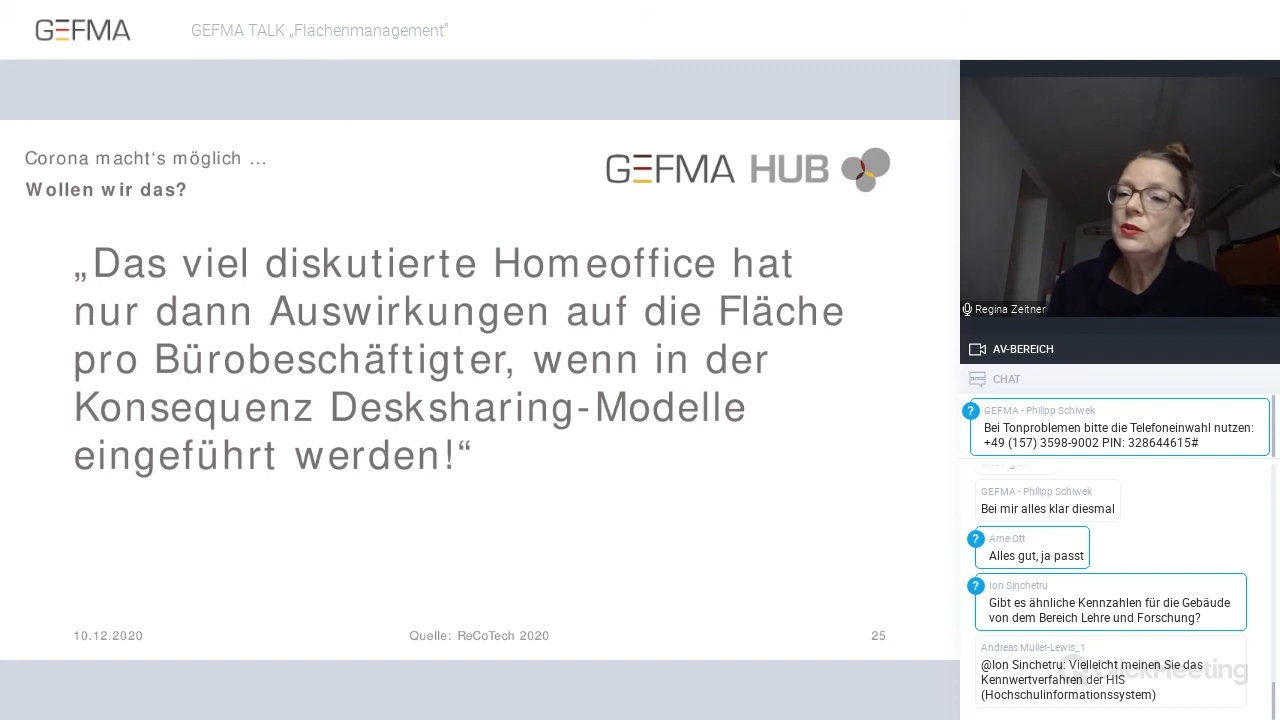 GEFMA
GEFMA TALK „Flächenmanagement"
Corona macht‘s möglich ...
Wollen wir das?
GEFMA HUB
„Das viel diskutierte Homeoffice hat
nur dann Auswirkungen auf die Fläche
pro Bürobeschäftigter, wenn in der
Konsequenz Desksharing-Modelle
eingeführt werden!“
10.12.2020
Quelle: ReCoTech 2020
25
Regina Zeitner
AV-BEREICH
CHAT
?
GEFMA - Philipp Schiwek
Bei Tonproblemen bitte die Telefoneinwahl nutzen:
+49 (157) 3598-9002 PIN: 328644615#
GEFMA - Philipp Schiwek
Bei mir alles klar diesmal
?
Arne Ott
Alles gut, ja passt
?
Ion Sinchetru
Gibt es ähnliche Kennzahlen für die Gebäude
von dem Bereich Lehre und Forschung?
Andreas Müller-Lewis_1
@Ion Sinchetru: Vielleicht meinen Sie das
Kennwertverfahren der HIS
(Hochschulinformationssystem)
ClickMeeting